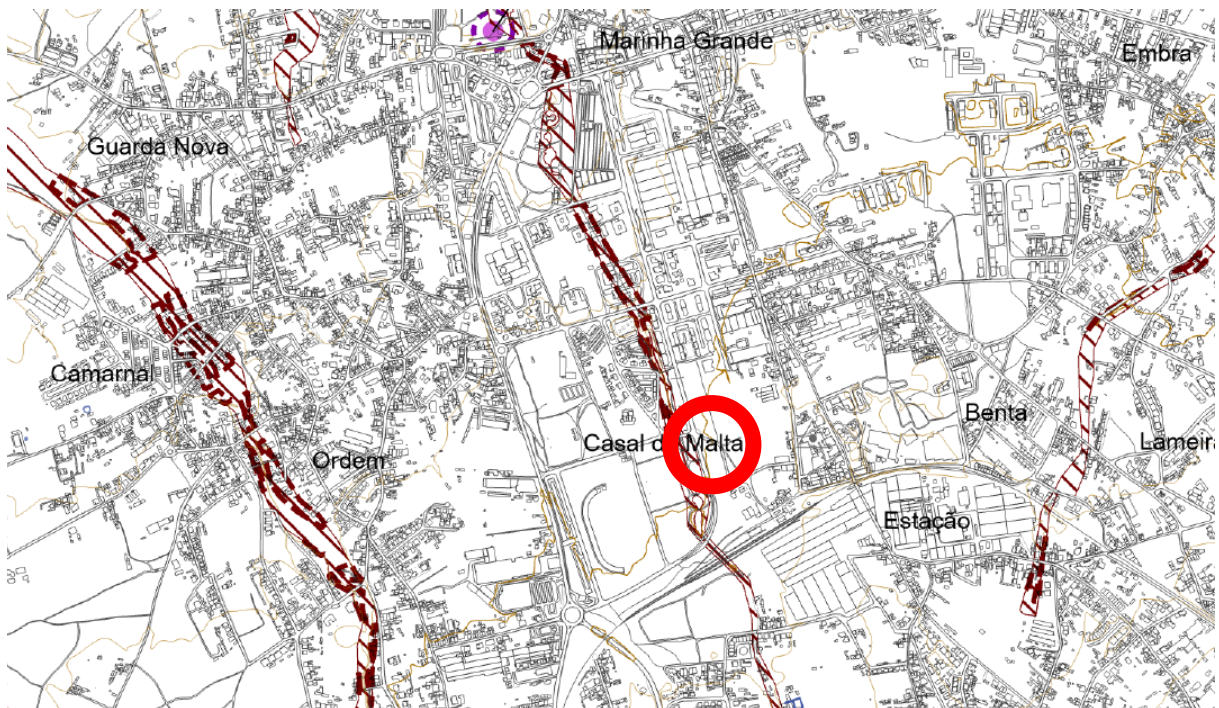 Marinha Grande
Embra
Guarda Nova
Camarnal
Ordem
Casal d Malta
Benta
Lameira
Estação